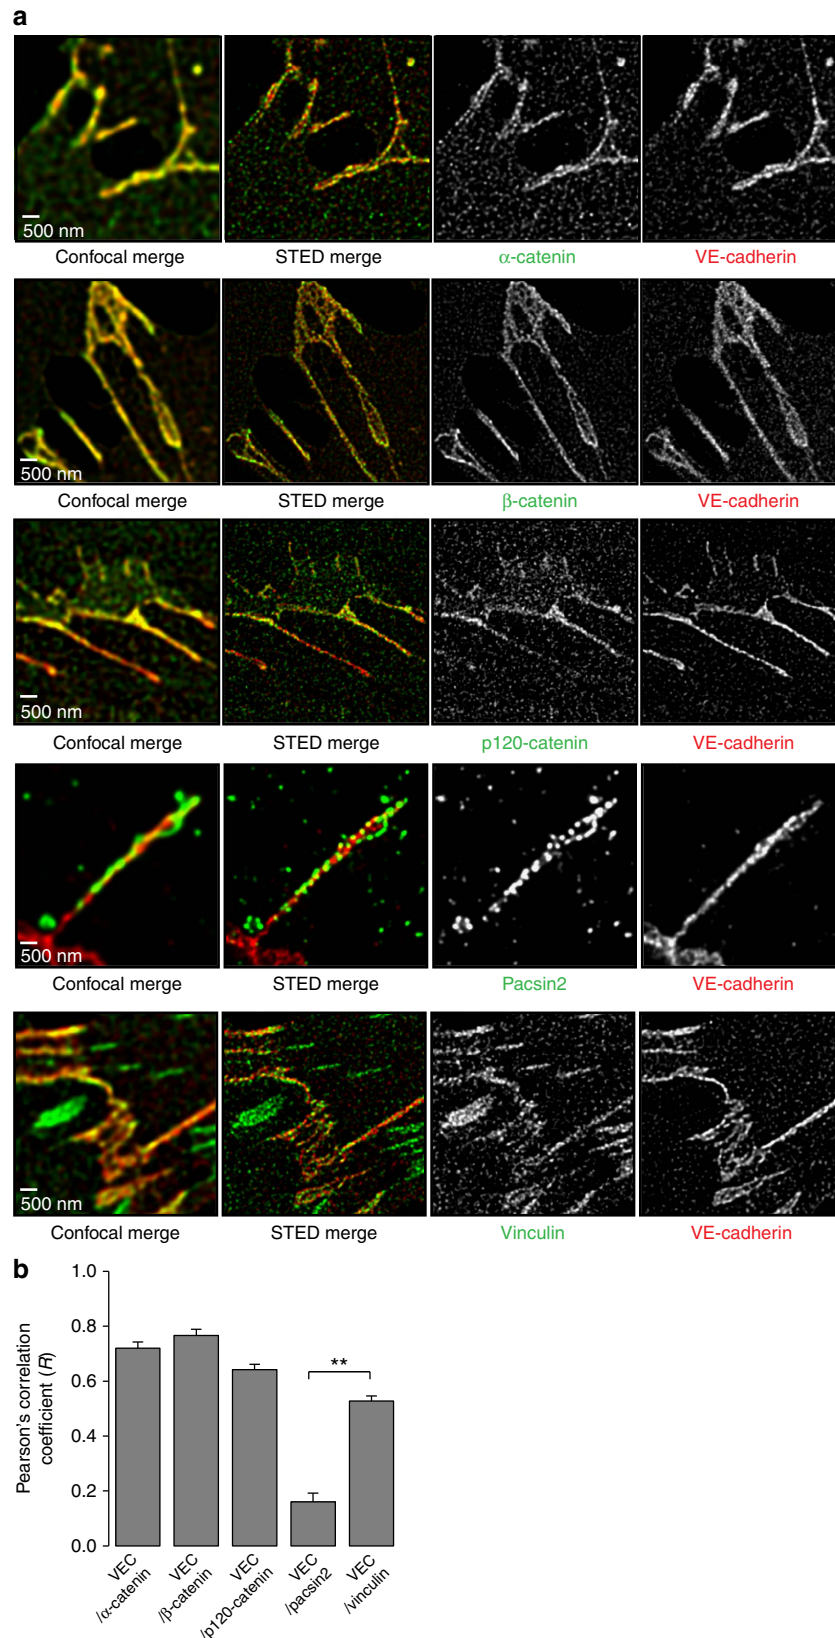 a
500 nm
Confocal merge STED merge α-catenin VE-cadherin
500 nm
Confocal merge STED merge β-catenin VE-cadherin
500 nm
Confocal merge STED merge p120-catenin VE-cadherin
500 nm
Confocal merge STED merge Pacsin2 VE-cadherin
500 nm
Confocal merge STED merge Vinculin VE-cadherin
b
Pearson's correlation
coefficient (R)
1.0
0.8
0.6
0.4
0.2
0.0
**
VEC
/α-catenin
VEC
/β-catenin
VEC
/p120-catenin
VEC
/pacsin2
VEC
/vinculin